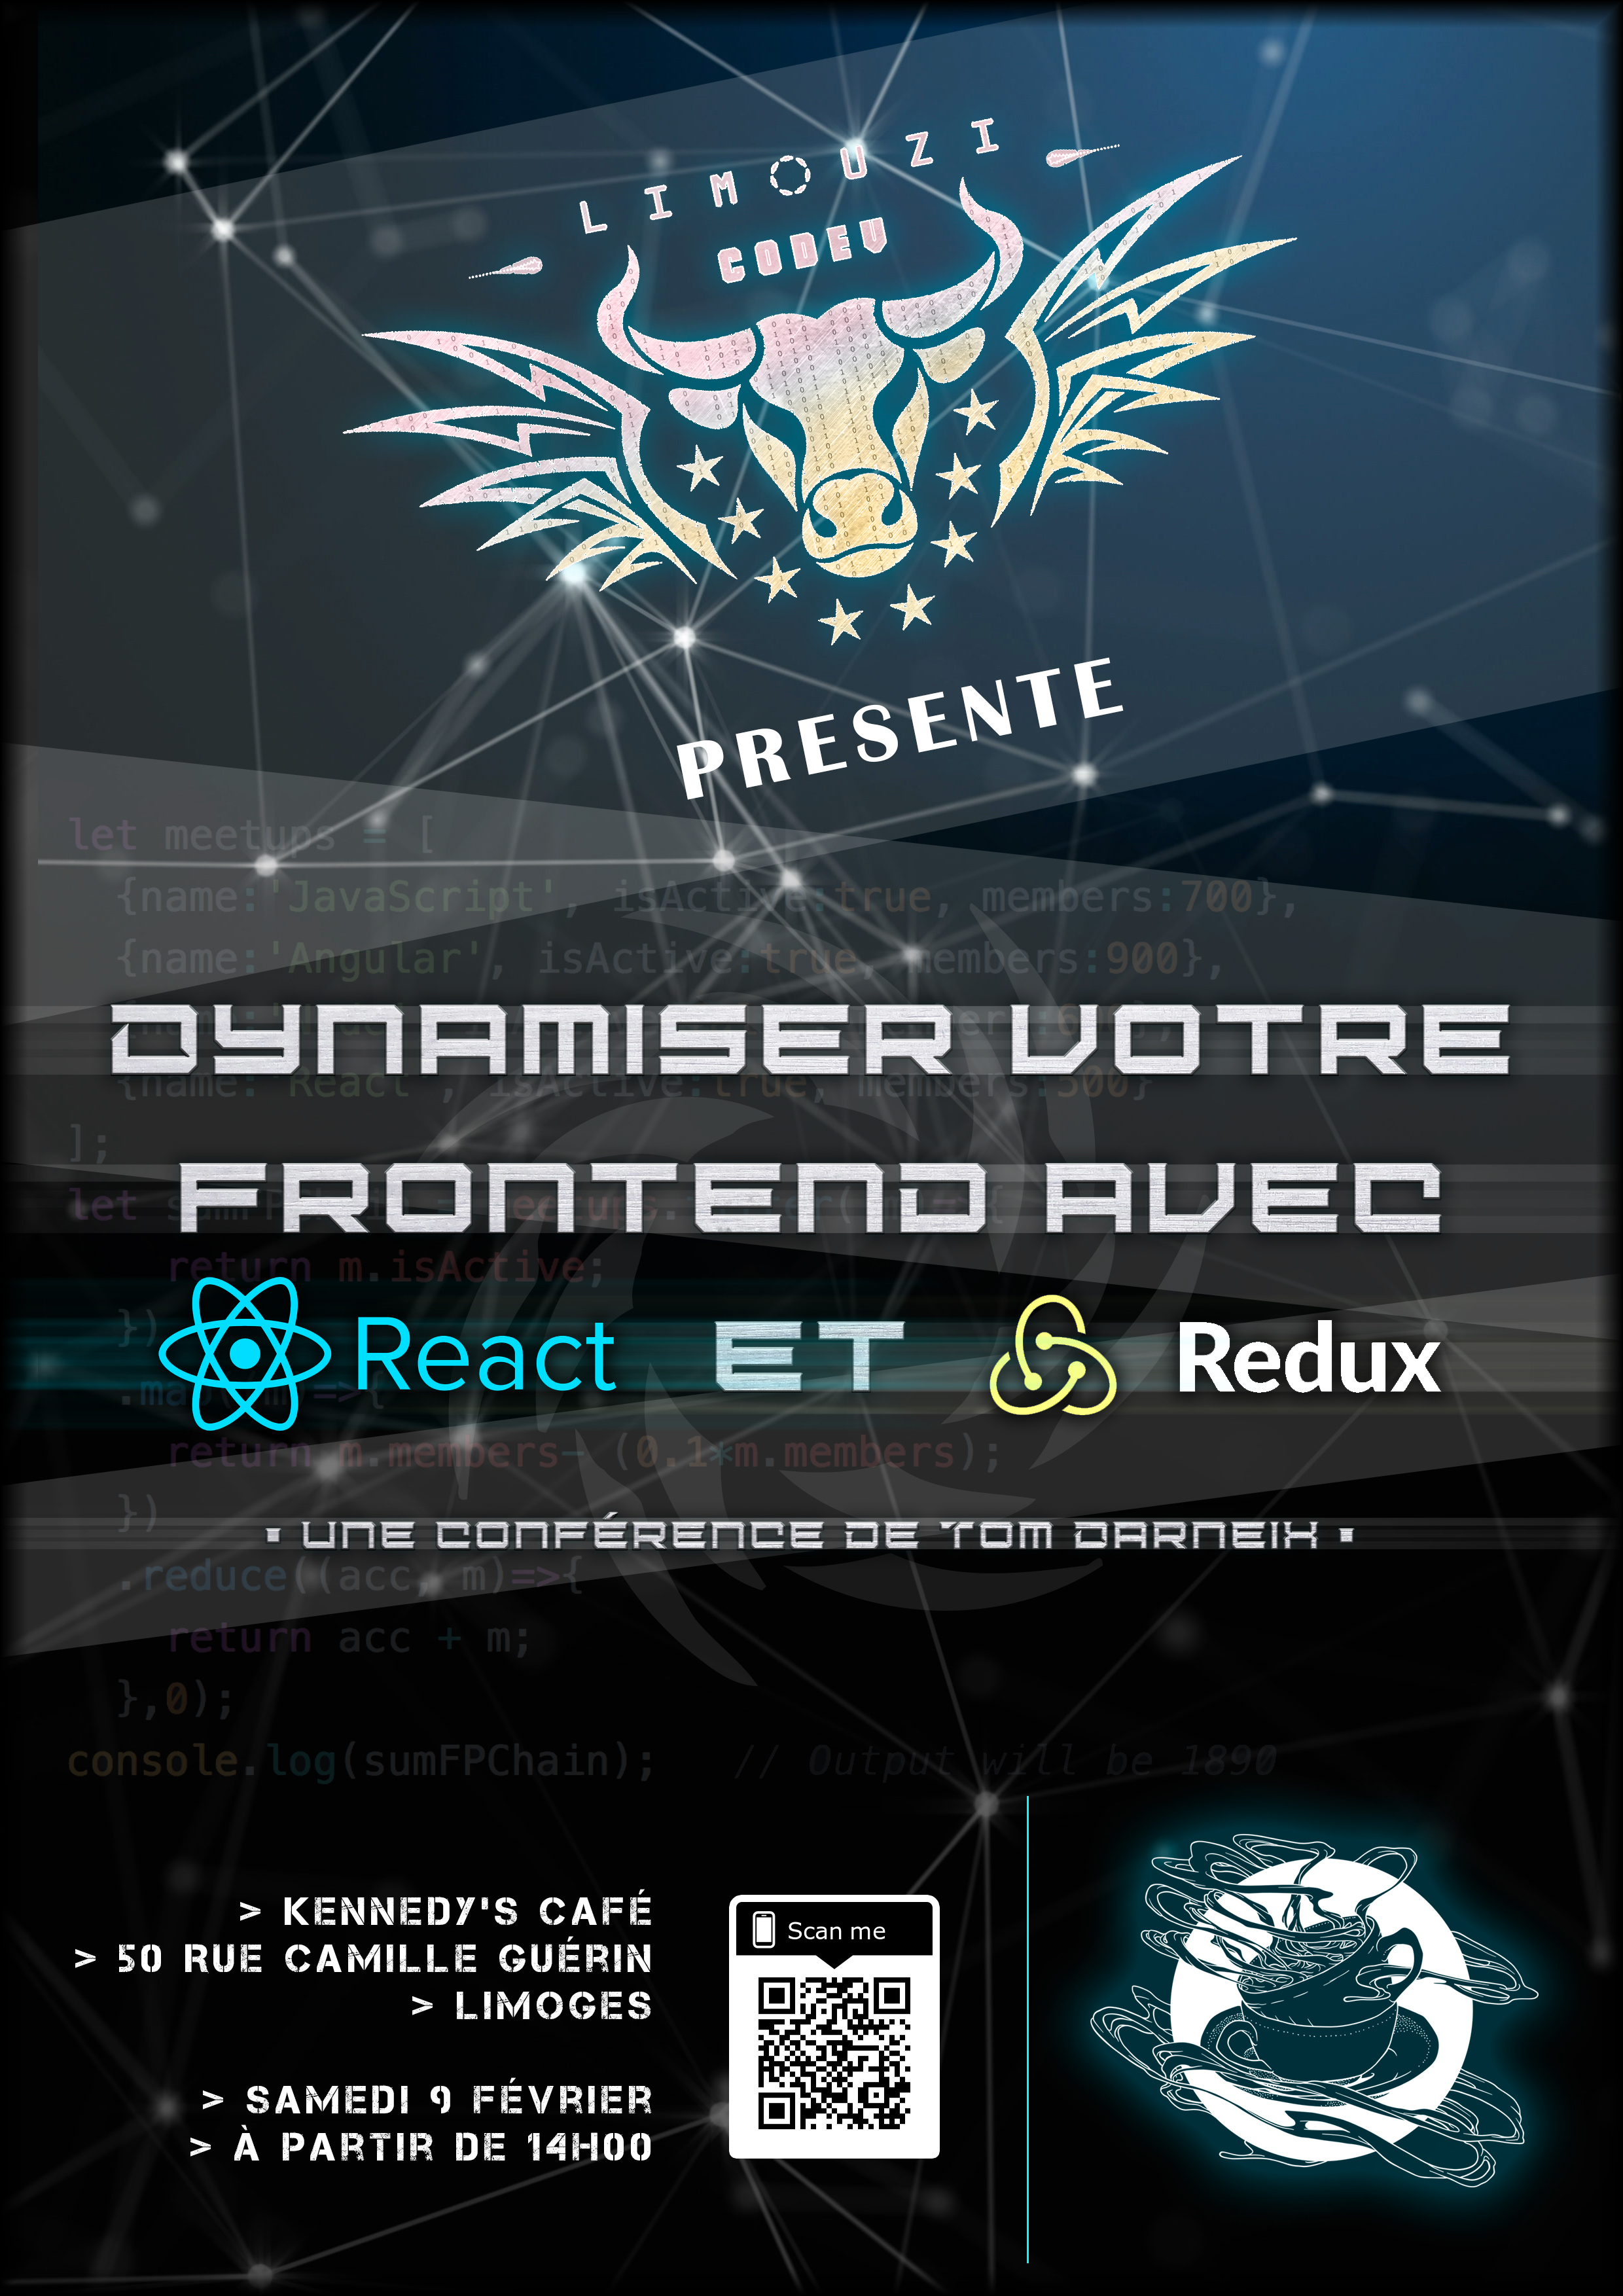 LIMOUZI
CODEV
PRESENTE
let meetups = [
{name:'JavaScript', isActive:true, members:700},
{name:'Angular', isActive:true, members:900},
DYNAMISER VOTRE
{name:'React', isActive:true, members:500}
];
FRONTEND AVEC
let
return m.isActive;
})
React ET Redux
return m.members- (0.1*m.members);
})
• UNE CONFÉRENCE DE TOM DARNEIX •
.reduce((acc, m)=>{
return acc + m;
},0);
console.log(sumFPChain); // Output will be 1890
> KENNEDY'S CAFÉ
> 50 RUE CAMILLE GUÉRIN
> LIMOGES
> SAMEDI 9 FÉVRIER
> À PARTIR DE 14H00
Scan me